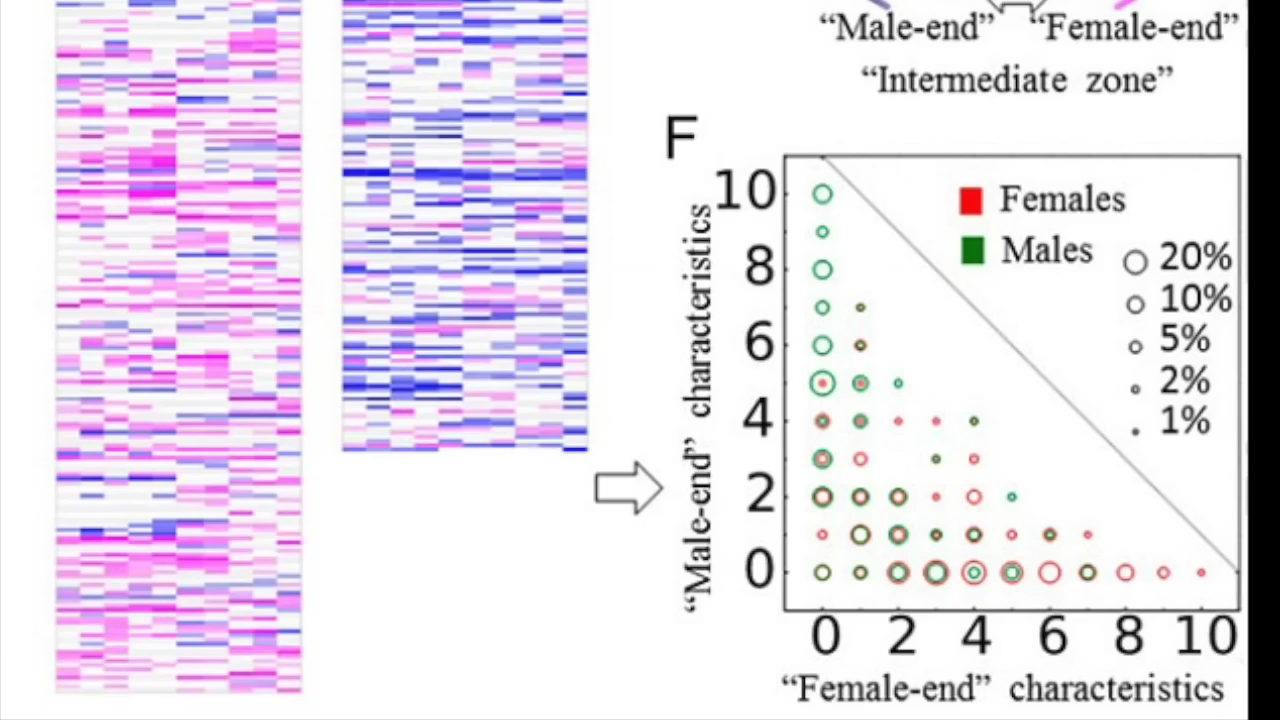 “Male-end” “Female-end”
“Intermediate zone”
F
Females
Males
20%
10%
5%
2%
1%
10
8
6
4
2
0
“Male-end” characteristics
0 2 4 6 8 10
“Female-end” characteristics